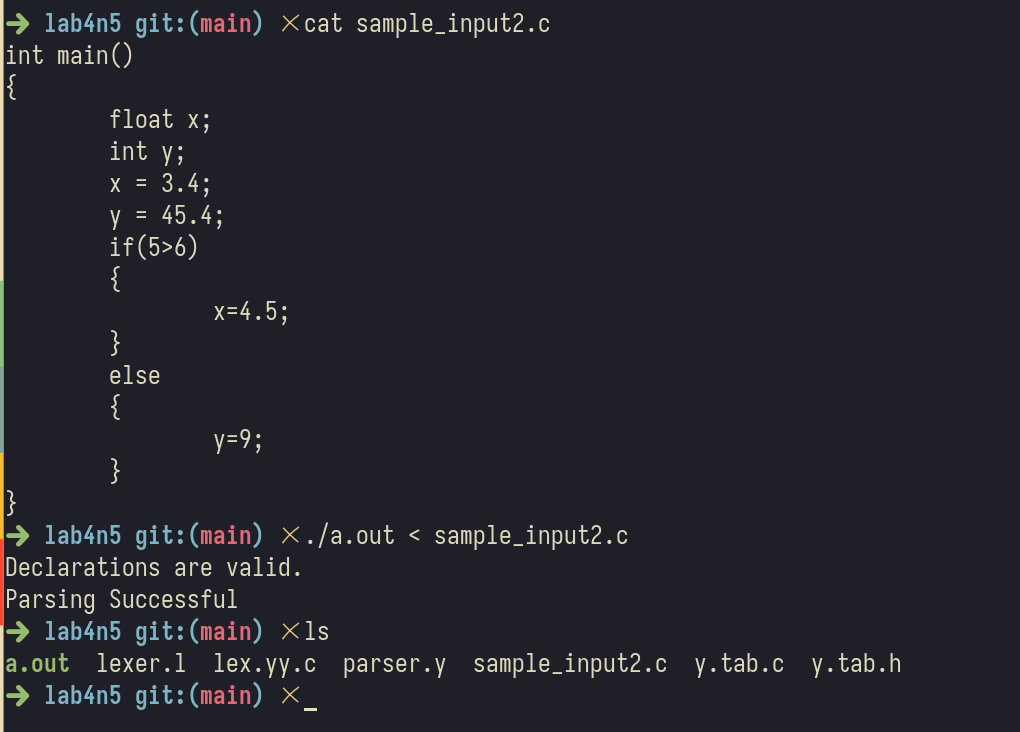 ➜ lab4n5 git:(main) ✗cat sample_input2.c
int main()
{
        float x;
        int y;
        x = 3.4;
        y = 45.4;
        if(5>6)
        {
                x=4.5;
        }
        else
        {
                y=9;
        }
}
➜ lab4n5 git:(main) ✗./a.out < sample_input2.c
Declarations are valid.
Parsing Successful
➜ lab4n5 git:(main) ✗ls
a.out  lexer.l  lex.yy.c  parser.y  sample_input2.c  y.tab.c  y.tab.h
➜ lab4n5 git:(main) ✗_